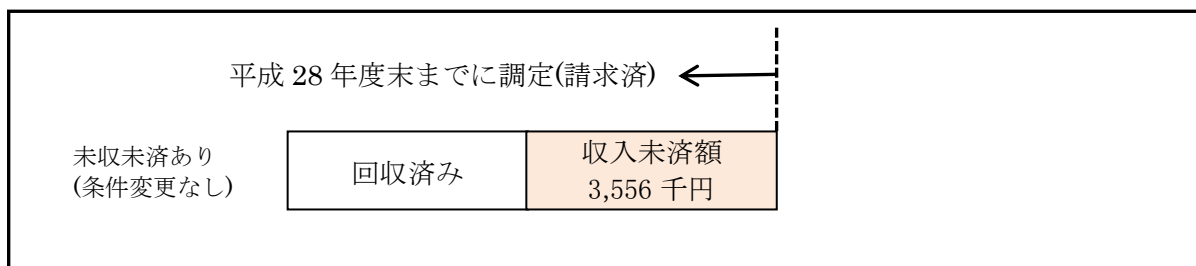 平成 28 年度末までに調定(請求済)
未収未済あり
(条件変更なし)
回収済み
収入未済額
3,556 千円